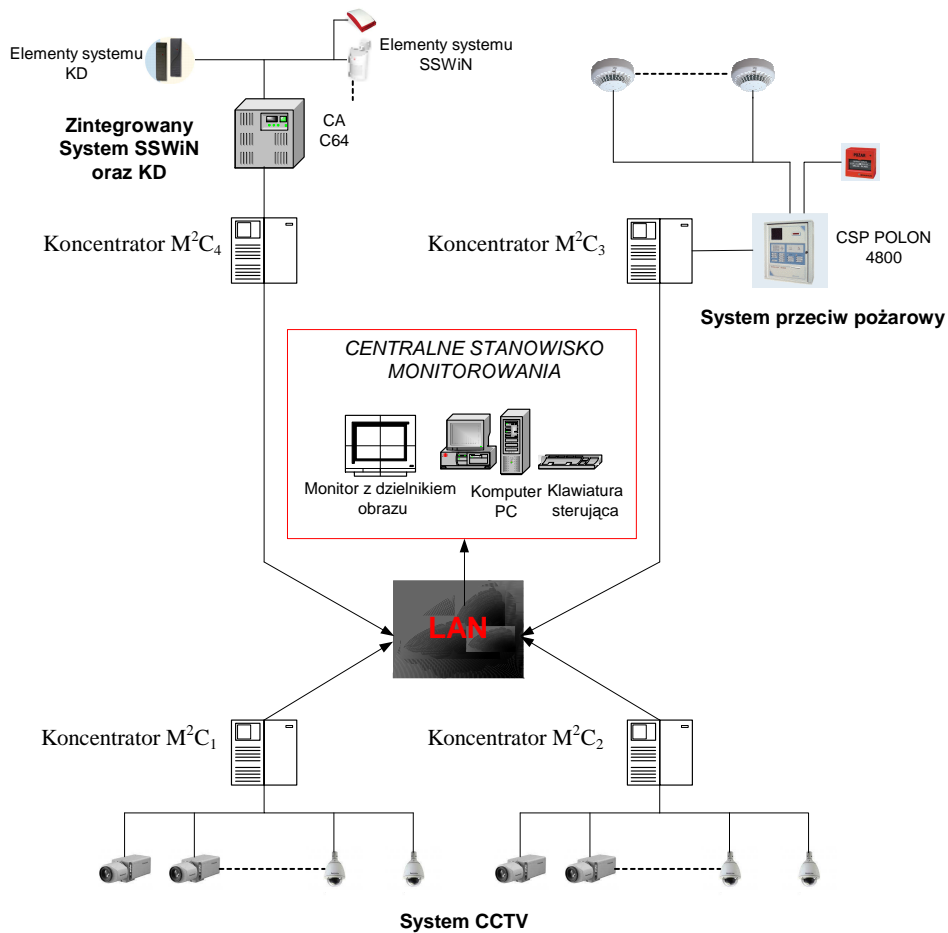 Elementy systemu
KD
Elementy systemu
SSWiN
Zintegrowany
System SSWiN
oraz KD
CA
C64
Koncentrator M²C₄
Koncentrator M²C₃
CSP POLON
4800
System przeciw pożarowy
CENTRALNE STANOWISKO
MONITOROWANIA
Monitor z dzielnikiem
obrazu
Komputer
PC
Klawiatura
sterująca
LAN
Koncentrator M²C₁
Koncentrator M²C₂
System CCTV